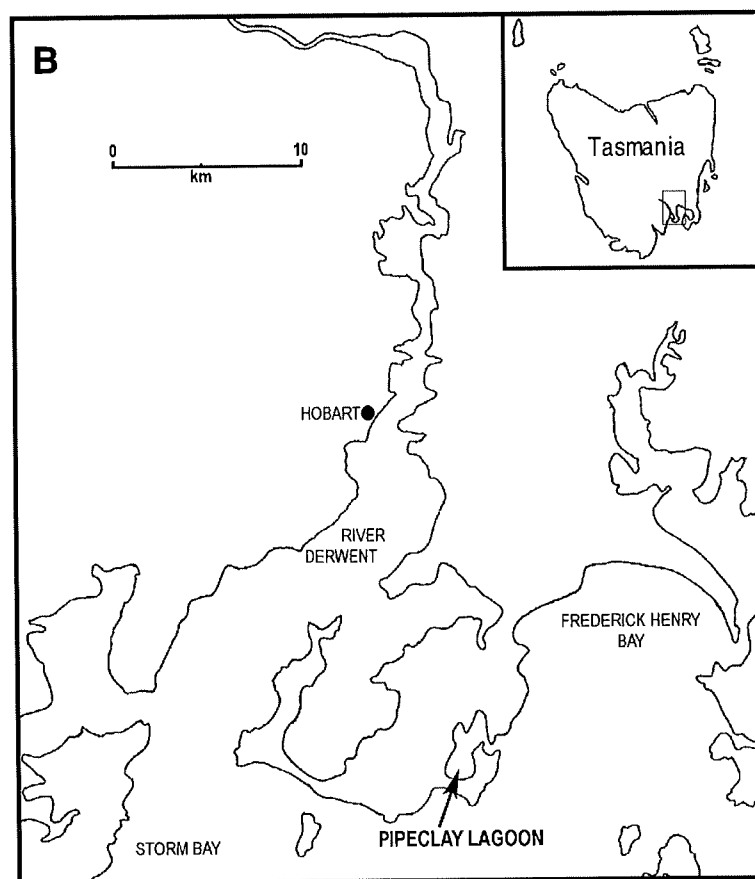 B
0 10
km
Tasmania
HOBART
RIVER
DERWENT
FREDERICK HENRY
BAY
PIPECLAY LAGOON
STORM BAY